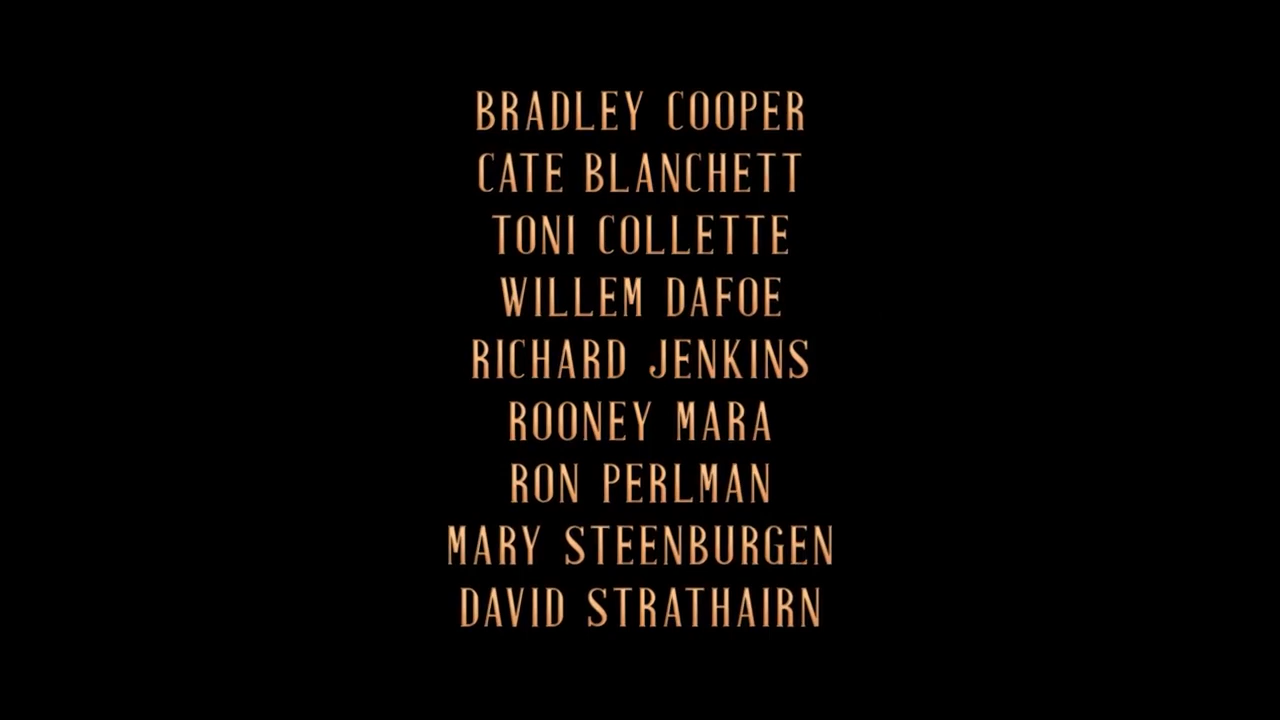 BRADLEY COOPER
CATE BLANCHETT
TONI COLLETTE
WILLEM DAFOE
RICHARD JENKINS
ROONEY MARA
RON PERLMAN
MARY STEENBURGEN
DAVID STRATHAIRN